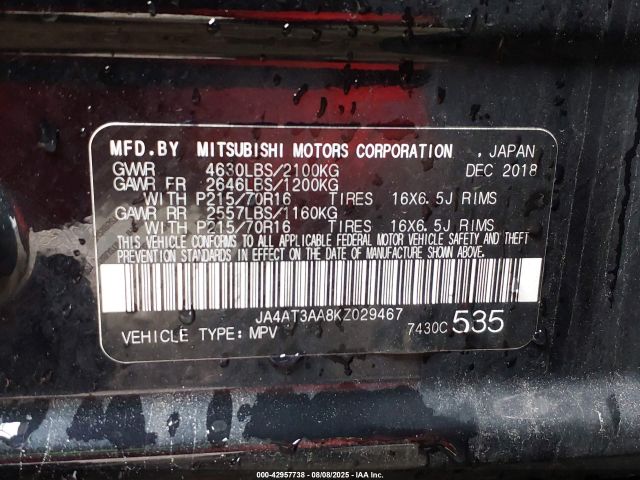 MFD.BY MITSUBISHI MOTORS CORPORATION , JAPAN
GVWR 4630LBS/2100KG DEC 2018
GAWR FR 2646LBS/1200KG
WITH P215/70R16 TIRES 16X6.5J RIMS
GAWR RR 2557LBS/1160KG
WITH P215/70R16 TIRES 16X6.5J RIMS
THIS VEHICLE CONFORMS TO ALL APPLICABLE FEDERAL MOTOR VEHICLE SAFETY AND THEFT
PREVENTION STANDARDS IN EFFECT ON THE DATE OF MANUFACTURE SHOWN ABOVE.
JA4AT3AA8KZ029467
VEHICLE TYPE: MPV 7430C 535
000-42957738 - 08/08/2025 - IAA Inc.